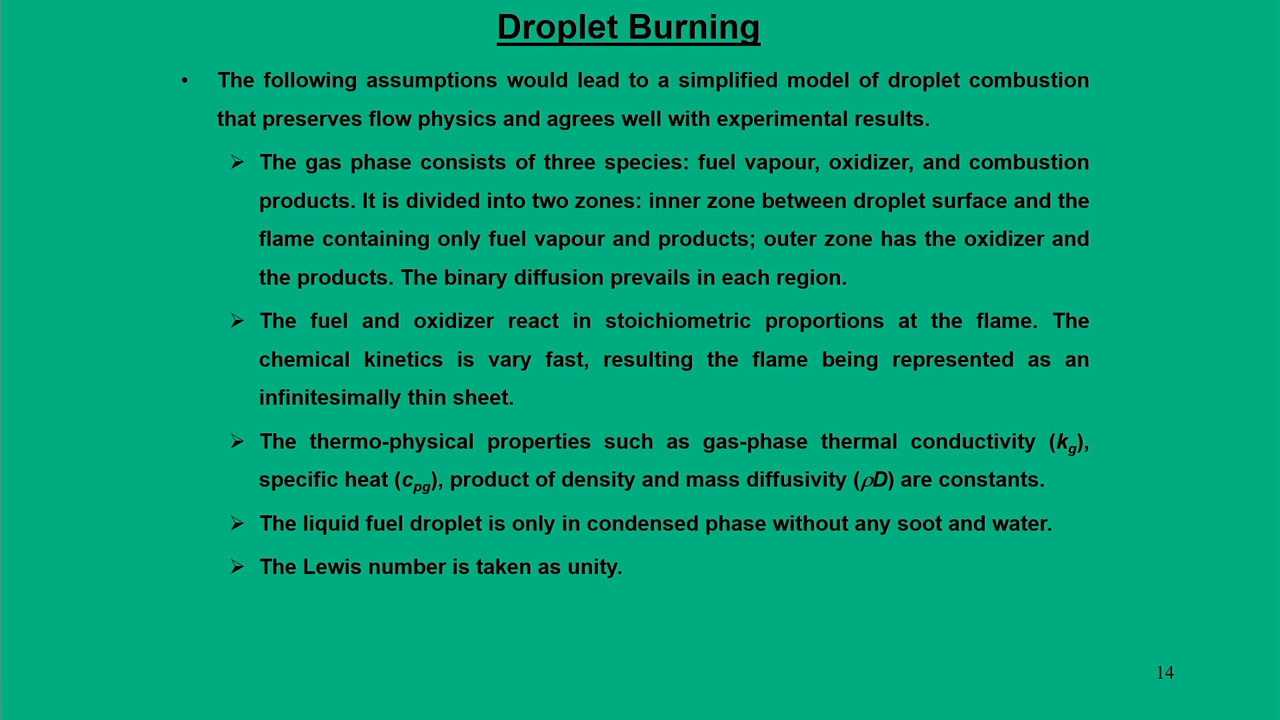 Droplet Burning
• The following assumptions would lead to a simplified model of droplet combustion
that preserves flow physics and agrees well with experimental results.
➢ The gas phase consists of three species: fuel vapour, oxidizer, and combustion
products. It is divided into two zones: inner zone between droplet surface and the
flame containing only fuel vapour and products; outer zone has the oxidizer and
the products. The binary diffusion prevails in each region.
➢ The fuel and oxidizer react in stoichiometric proportions at the flame. The
chemical kinetics is vary fast, resulting the flame being represented as an
infinitesimally thin sheet.
➢ The thermo-physical properties such as gas-phase thermal conductivity (kg),
specific heat (cpg), product of density and mass diffusivity (ρD) are constants.
➢ The liquid fuel droplet is only in condensed phase without any soot and water.
➢ The Lewis number is taken as unity.
14